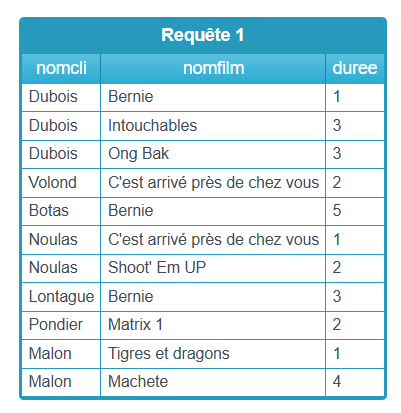 Requête 1
nomcli nomfilm duree
Dubois Bernie 1
Dubois Intouchables 3
Dubois Ong Bak 3
Volond C'est arrivé près de chez vous 2
Botas Bernie 5
Noulas C'est arrivé près de chez vous 1
Noulas Shoot' Em UP 2
Lontague Bernie 3
Pondier Matrix 1 2
Malon Tigres et dragons 1
Malon Machete 4